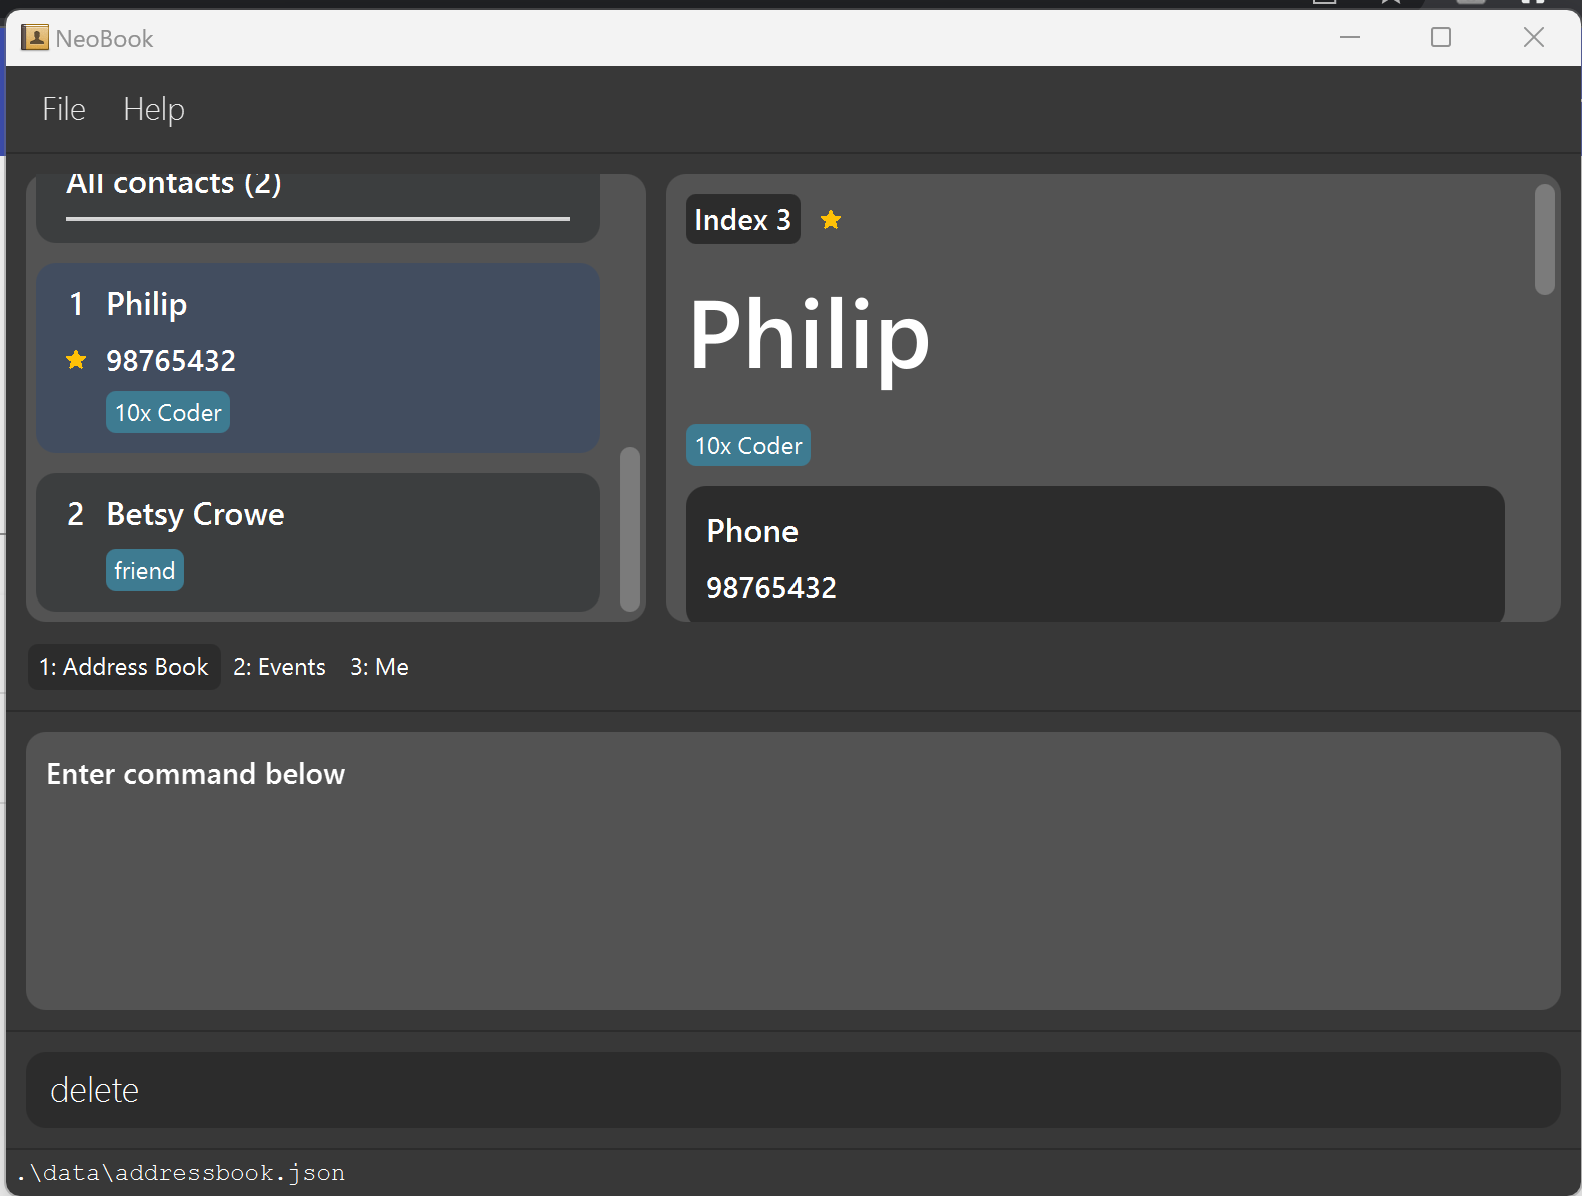 NeoBook
File Help
All contacts (2)
1 Philip
98765432
10x Coder
2 Betsy Crowe
friend
Index 3
Philip
10x Coder
Phone
98765432
1: Address Book 2: Events 3: Me
Enter command below
delete
.\data\addressbook.json